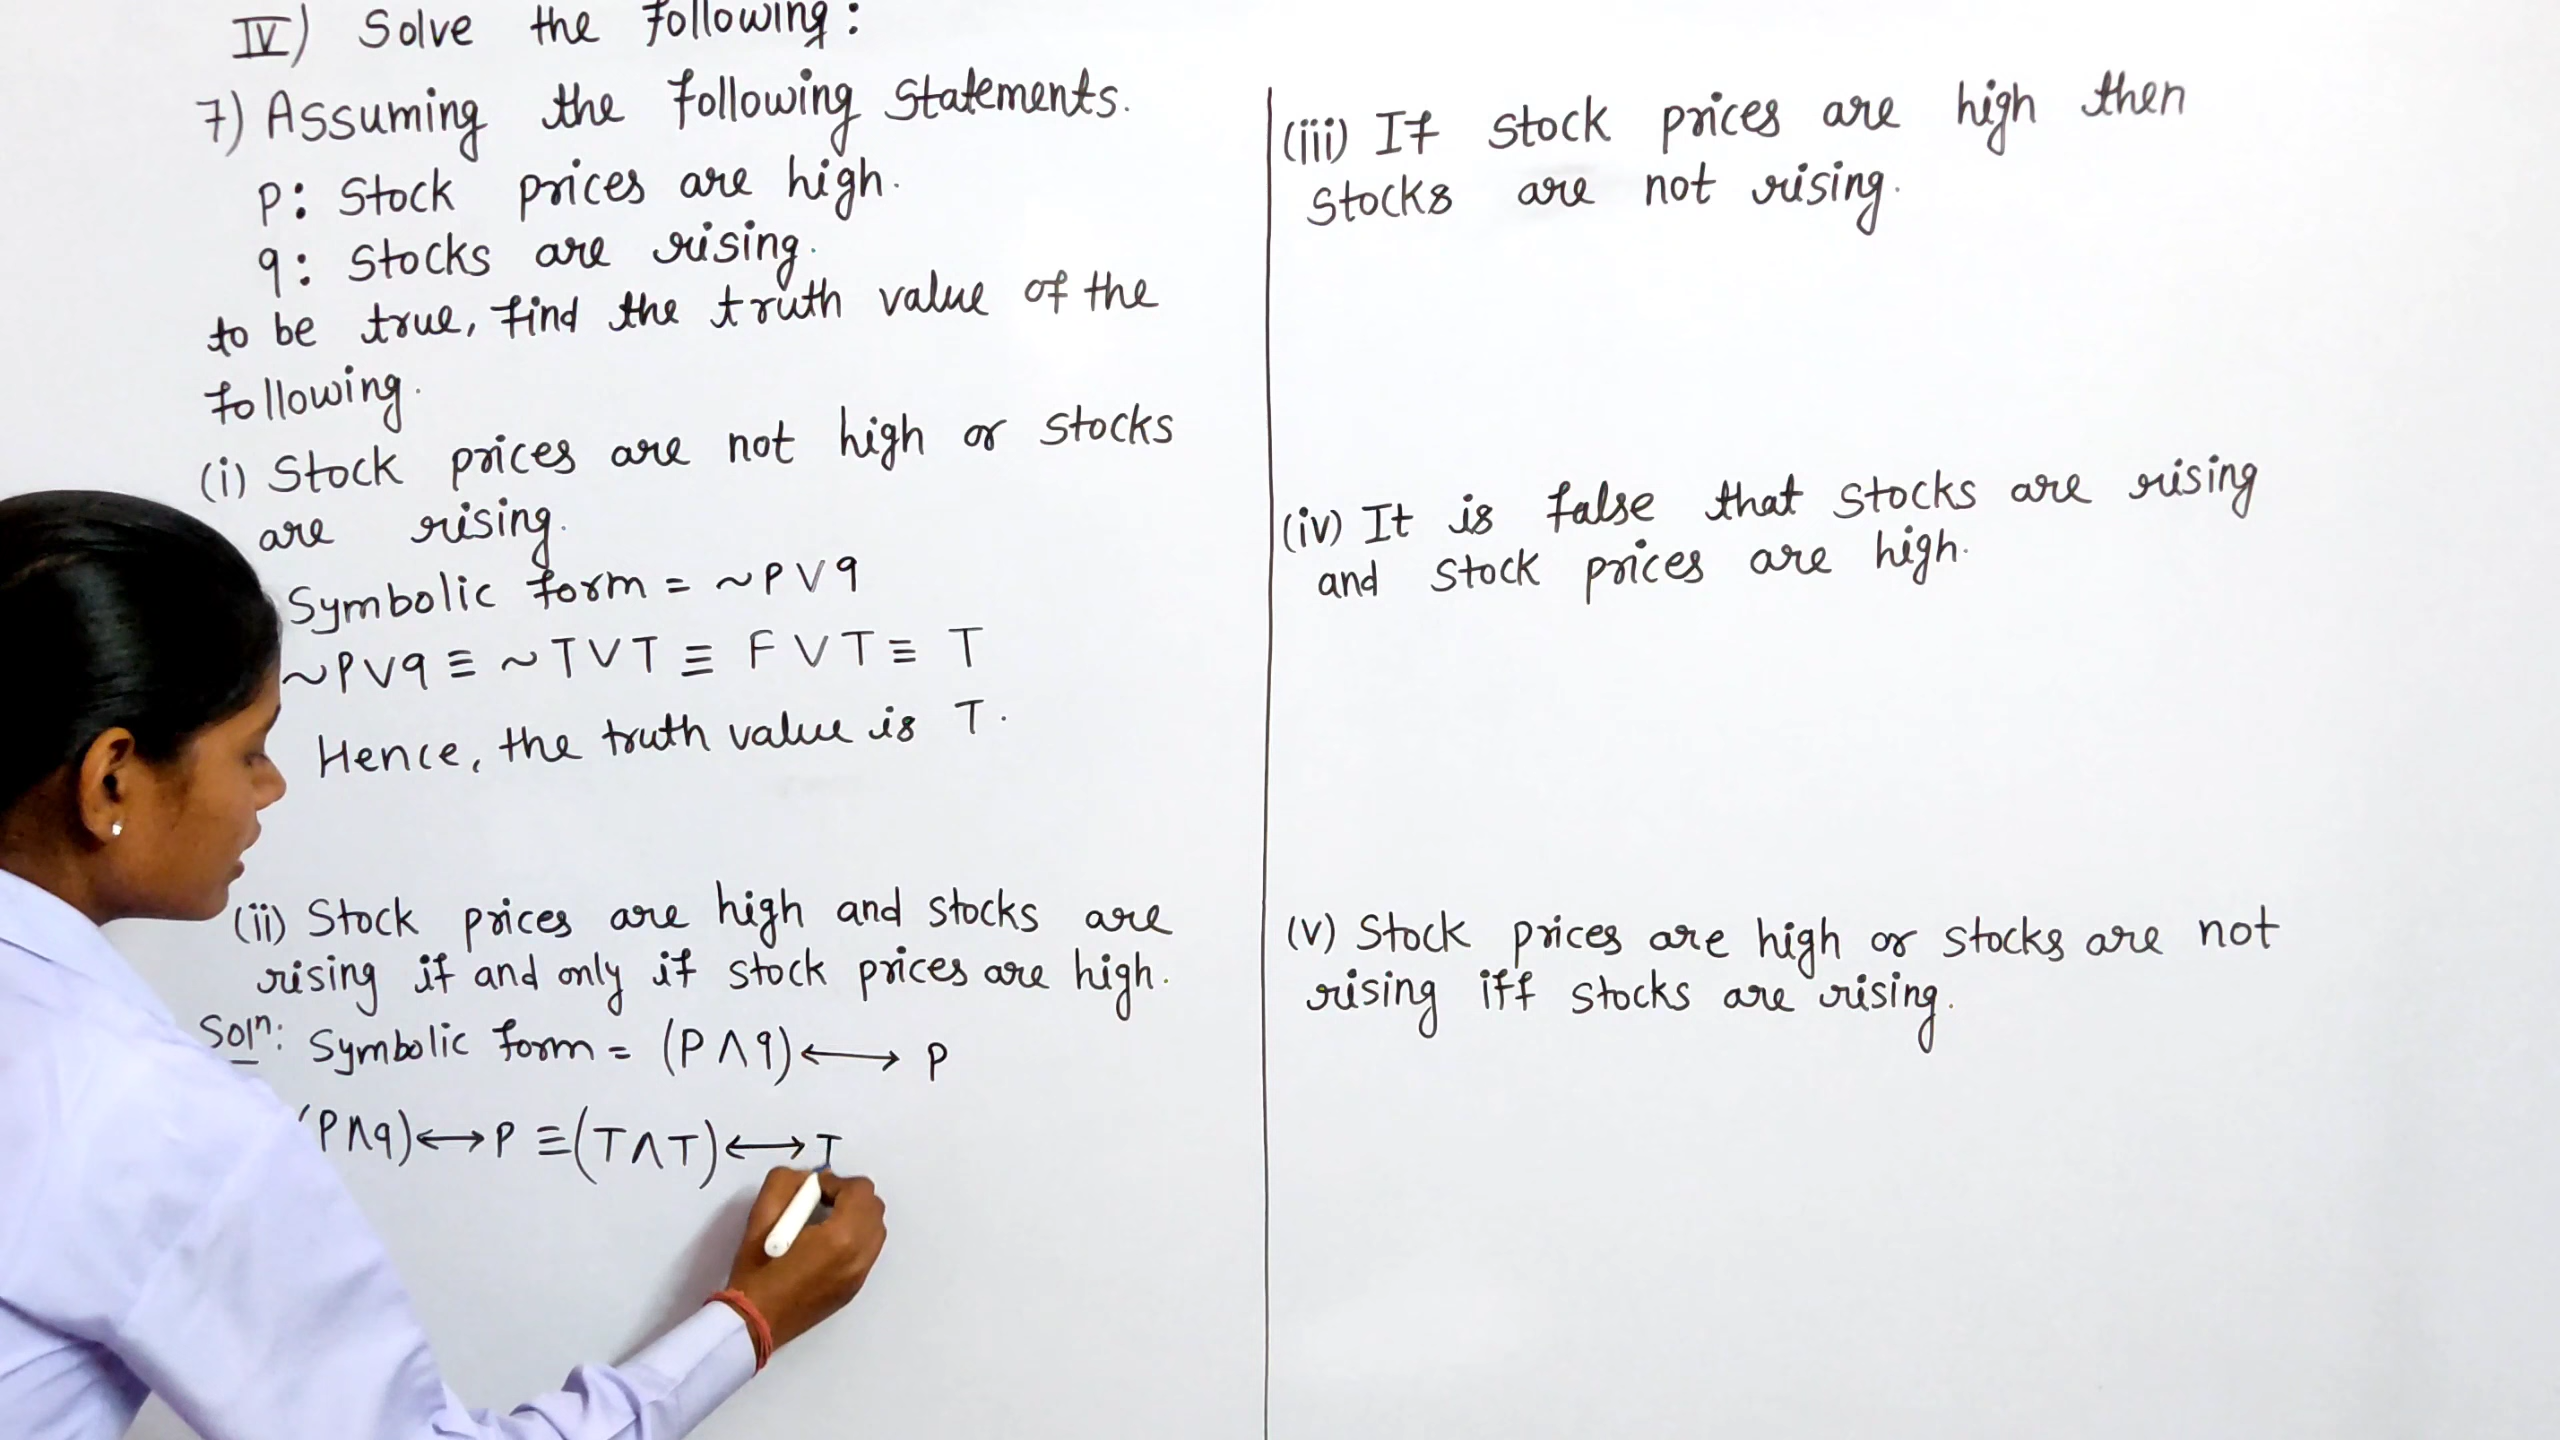 IV) Solve the following:
7) Assuming the following statements.
p: Stock prices are high.
q: Stocks are rising.
to be true, find the truth value of the
following.
(i) Stock prices are not high or stocks
are rising.
Symbolic form = ~P∨q
~P∨q ≡ ~T∨T ≡ F∨T ≡ T
Hence, the truth value is T.
(ii) Stock prices are high and stocks are
rising if and only if stock prices are high.
Solⁿ: Symbolic form = (P∧q)⟷P
(P∧q)⟷P ≡ (T∧T)⟷T
(iii) If stock prices are high then
stocks are not rising.
(iv) It is false that stocks are rising
and stock prices are high.
(v) Stock prices are high or stocks are not
rising iff stocks are rising.